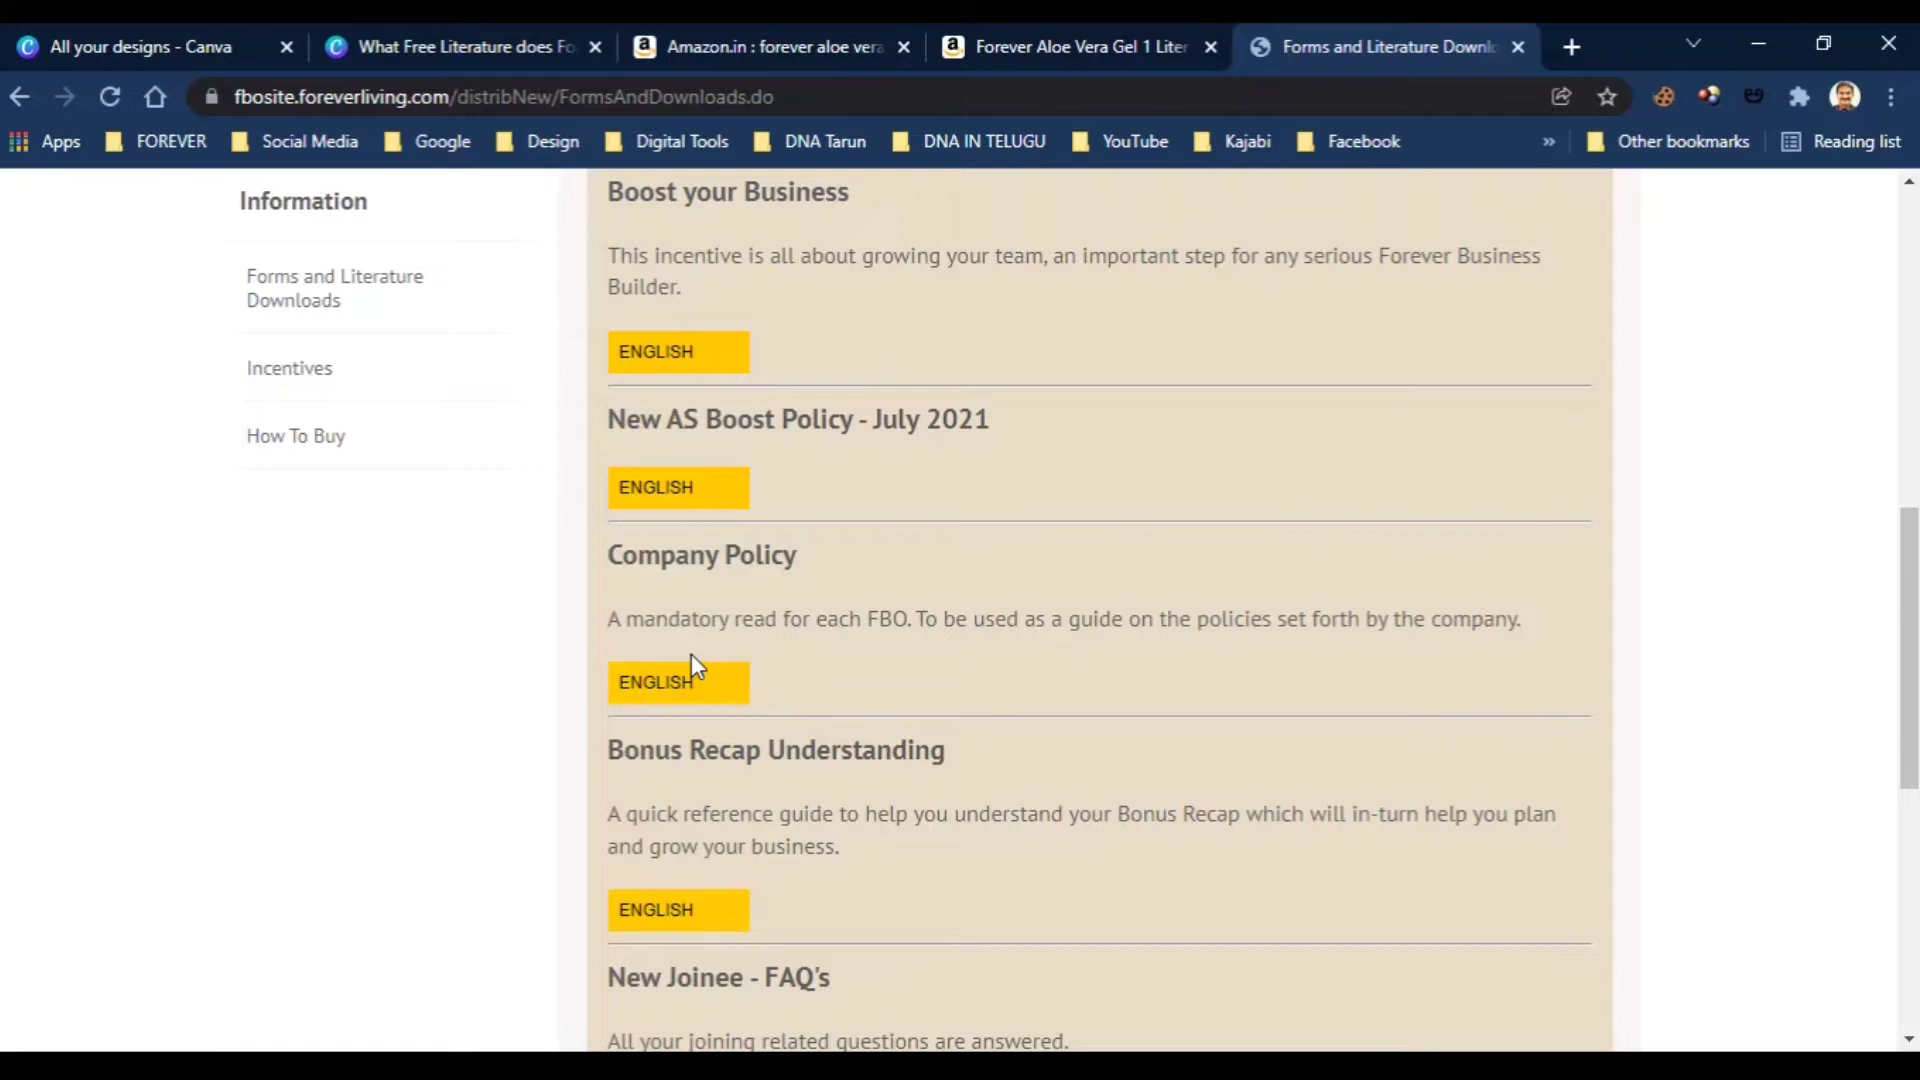 All your designs - Canva
What Free Literature does Fo
Amazon.in : forever aloe vera
Forever Aloe Vera Gel 1 Liter
Forms and Literature Downl
fbosite.foreverliving.com/distribNew/FormsAndDownloads.do
Apps
FOREVER
Social Media
Google
Design
Digital Tools
DNA Tarun
DNA IN TELUGU
YouTube
Kajabi
Facebook
»
Other bookmarks
Reading list
Information
Forms and Literature
Downloads
Incentives
How To Buy
Boost your Business
This incentive is all about growing your team, an important step for any serious Forever Business
Builder.
ENGLISH
New AS Boost Policy - July 2021
ENGLISH
Company Policy
A mandatory read for each FBO. To be used as a guide on the policies set forth by the company.
ENGLISH
Bonus Recap Understanding
A quick reference guide to help you understand your Bonus Recap which will in-turn help you plan
and grow your business.
ENGLISH
New Joinee - FAQ's
All your joining related questions are answered.